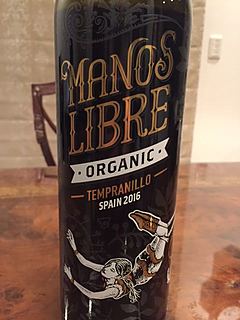 MANOS
LIBRE
· ORGANIC ·
TEMPRANILLO
SPAIN 2016